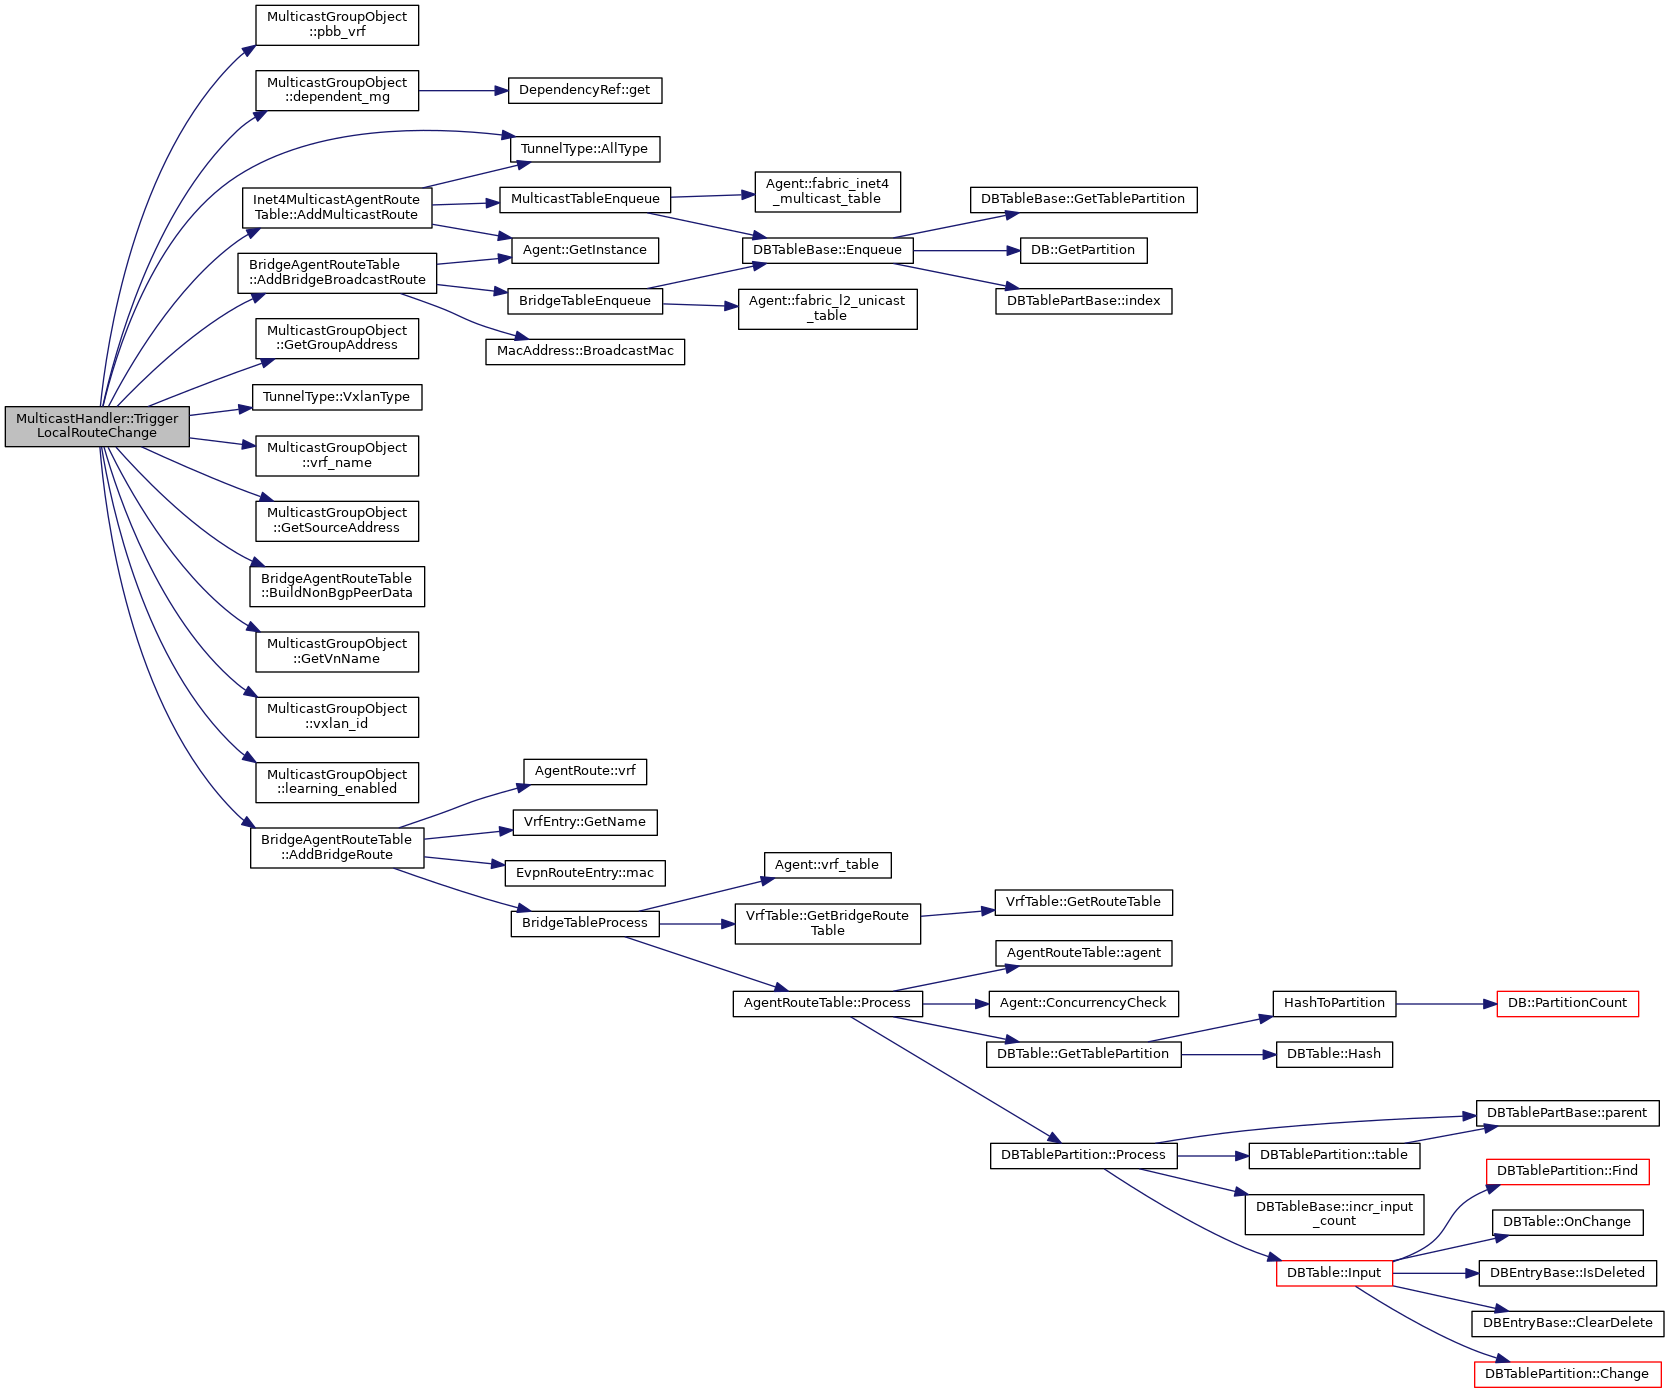 MulticastGroupObject
::pbb_vrf
MulticastGroupObject
::dependent_mg
DependencyRef::get
TunnelType::AllType
Inet4MulticastAgentRoute
Table::AddMulticastRoute
MulticastTableEnqueue
Agent::fabric_inet4
_multicast_table
DBTableBase::GetTablePartition
Agent::GetInstance
DBTableBase::Enqueue
DB::GetPartition
BridgeAgentRouteTable
::AddBridgeBroadcastRoute
BridgeTableEnqueue
Agent::fabric_l2_unicast
_table
DBTablePartBase::index
MacAddress::BroadcastMac
MulticastGroupObject
::GetGroupAddress
TunnelType::VxlanType
MulticastHandler::Trigger
LocalRouteChange
MulticastGroupObject
::vrf_name
MulticastGroupObject
::GetSourceAddress
BridgeAgentRouteTable
::BuildNonBgpPeerData
MulticastGroupObject
::GetVnName
MulticastGroupObject
::vxlan_id
MulticastGroupObject
::learning_enabled
AgentRoute::vrf
VrfEntry::GetName
BridgeAgentRouteTable
::AddBridgeRoute
EvpnRouteEntry::mac
Agent::vrf_table
BridgeTableProcess
VrfTable::GetBridgeRoute
Table
VrfTable::GetRouteTable
AgentRouteTable::agent
AgentRouteTable::Process
Agent::ConcurrencyCheck
HashToPartition
DB::PartitionCount
DBTable::GetTablePartition
DBTable::Hash
DBTablePartBase::parent
DBTablePartition::Process
DBTablePartition::table
DBTablePartition::Find
DBTableBase::incr_input
_count
DBTable::OnChange
DBTable::Input
DBEntryBase::IsDeleted
DBEntryBase::ClearDelete
DBTablePartition::Change